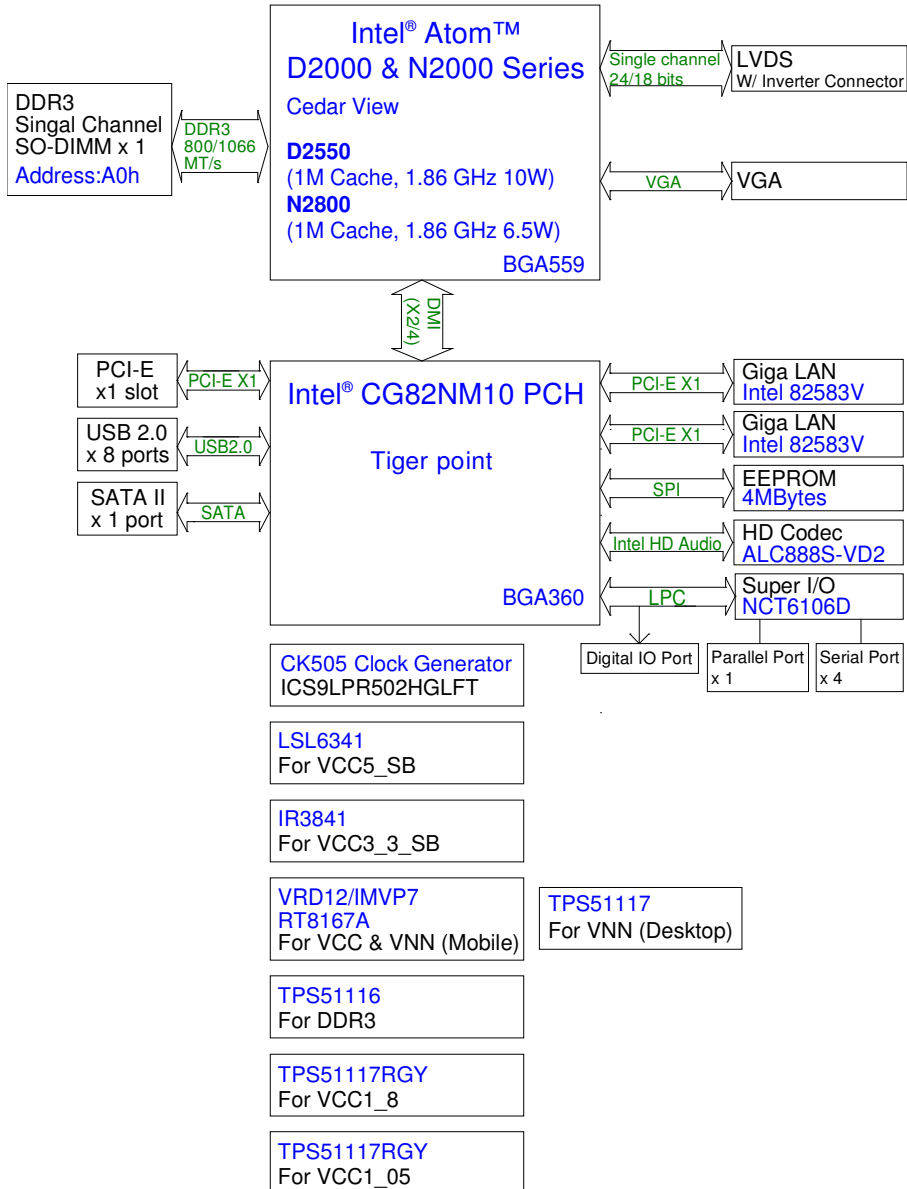 Intel® Atom™
D2000 & N2000 Series
Cedar View
D2550
(1M Cache, 1.86 GHz 10W)
N2800
(1M Cache, 1.86 GHz 6.5W)
BGA559
DDR3
Singal Channel
SO-DIMM x 1
Address:A0h
DDR3
800/1066
MT/s
Single channel
24/18 bits
LVDS
W/ Inverter Connector
VGA
VGA
DMI
(X2/4)
Intel® CG82NM10 PCH
Tiger point
BGA360
PCI-E
x1 slot
PCI-E X1
USB 2.0
x 8 ports
USB2.0
SATA II
x 1 port
SATA
PCI-E X1
Giga LAN
Intel 82583V
PCI-E X1
Giga LAN
Intel 82583V
SPI
EEPROM
4MBytes
Intel HD Audio
HD Codec
ALC888S-VD2
LPC
Super I/O
NCT6106D
Digital IO Port
Parallel Port
x 1
Serial Port
x 4
CK505 Clock Generator
ICS9LPR502HGLFT
LSL6341
For VCC5_SB
IR3841
For VCC3_3_SB
VRD12/IMVP7
RT8167A
For VCC & VNN (Mobile)
TPS51117
For VNN (Desktop)
TPS51116
For DDR3
TPS51117RGY
For VCC1_8
TPS51117RGY
For VCC1_05